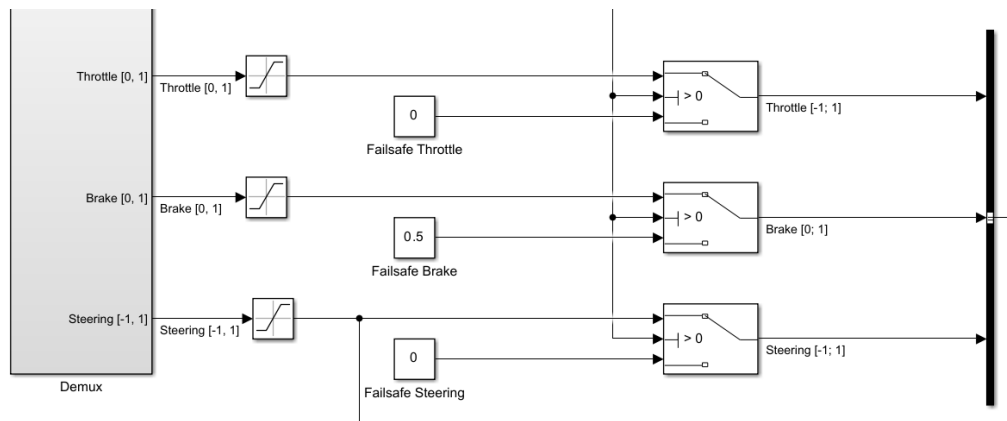 Throttle [0, 1]
Throttle [0, 1]
> 0
Throttle [-1; 1]
0
Failsafe Throttle
Brake [0, 1]
Brake [0, 1]
> 0
Brake [0; 1]
0.5
Failsafe Brake
Steering [-1, 1]
Steering [-1, 1]
> 0
Steering [-1; 1]
0
Failsafe Steering
Demux